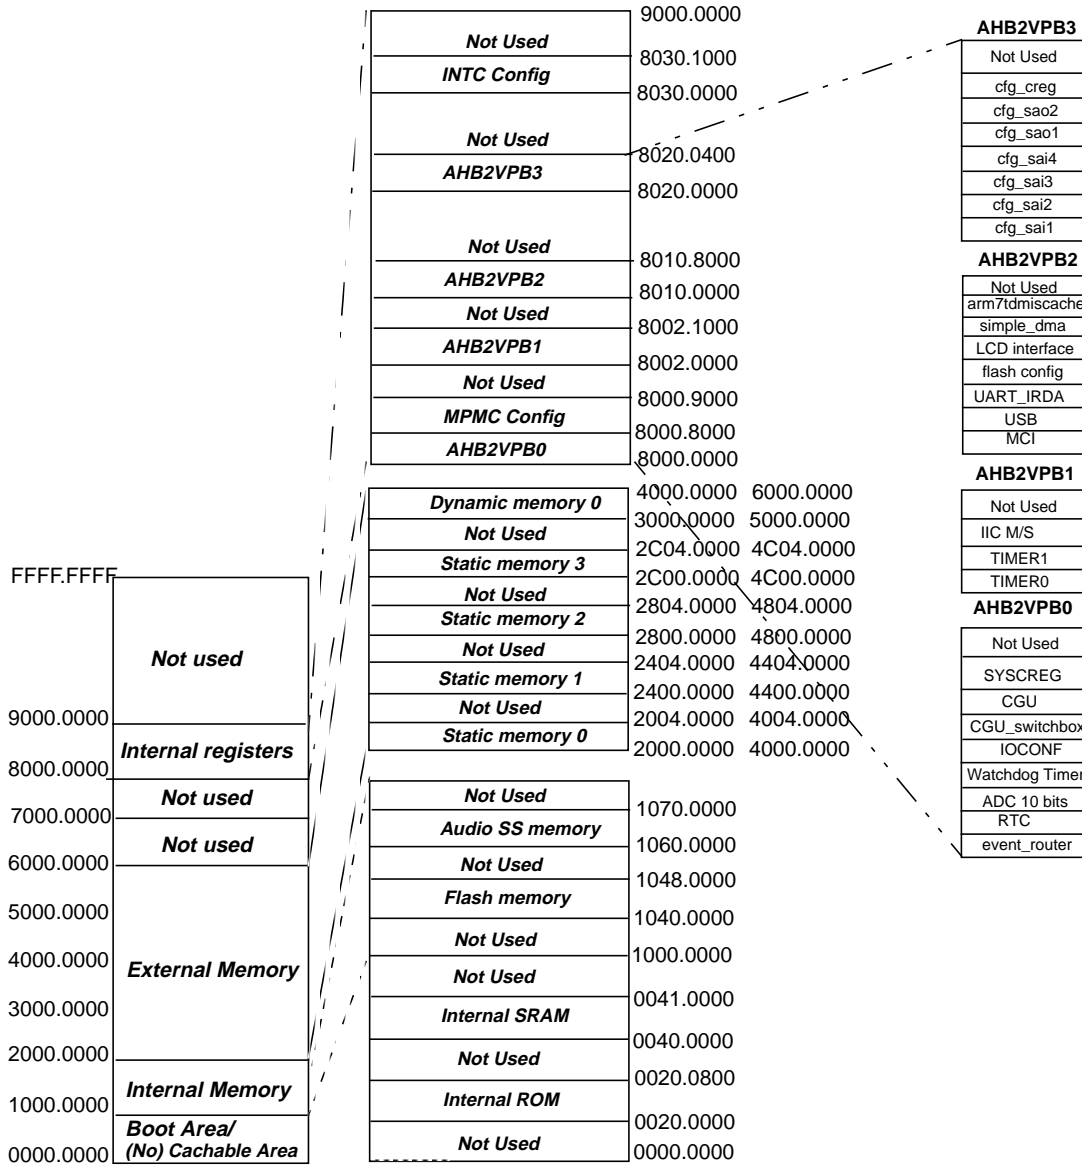 FFFF.FFFF
Not used
9000.0000
Internal registers
8000.0000
Not used
7000.0000
Not used
6000.0000
5000.0000
4000.0000
External Memory
3000.0000
2000.0000
Internal Memory
1000.0000
Boot Area/
(No) Cachable Area
0000.0000
9000.0000
Not Used
8030.1000
INTC Config
8030.0000
Not Used
8020.0400
AHB2VPB3
8020.0000
Not Used
8010.8000
AHB2VPB2
8010.0000
Not Used
8002.1000
AHB2VPB1
8002.0000
Not Used
8000.9000
MPMC Config
8000.8000
AHB2VPB0
8000.0000
4000.0000 6000.0000
Dynamic memory 0
3000.0000 5000.0000
Not Used
2C04.0000 4C04.0000
Static memory 3
2C00.0000 4C00.0000
Not Used
2804.0000 4804.0000
Static memory 2
2800.0000 4800.0000
Not Used
2404.0000 4404.0000
Static memory 1
2400.0000 4400.0000
Not Used
2004.0000 4004.0000
Static memory 0
2000.0000 4000.0000
Not Used
1070.0000
Audio SS memory
1060.0000
Not Used
1048.0000
Flash memory
1040.0000
Not Used
1000.0000
Not Used
0041.0000
Internal SRAM
0040.0000
Not Used
0020.0800
Internal ROM
0020.0000
Not Used
0000.0000
AHB2VPB3
Not Used
cfg_creg
cfg_sao2
cfg_sao1
cfg_sai4
cfg_sai3
cfg_sai2
cfg_sai1
AHB2VPB2
Not Used
arm7tdmiscache
simple_dma
LCD interface
flash config
UART_IRDA
USB
MCI
AHB2VPB1
Not Used
IIC M/S
TIMER1
TIMER0
AHB2VPB0
Not Used
SYSCREG
CGU
CGU_switchbox
IOCONF
Watchdog Timer
ADC 10 bits
RTC
event_router